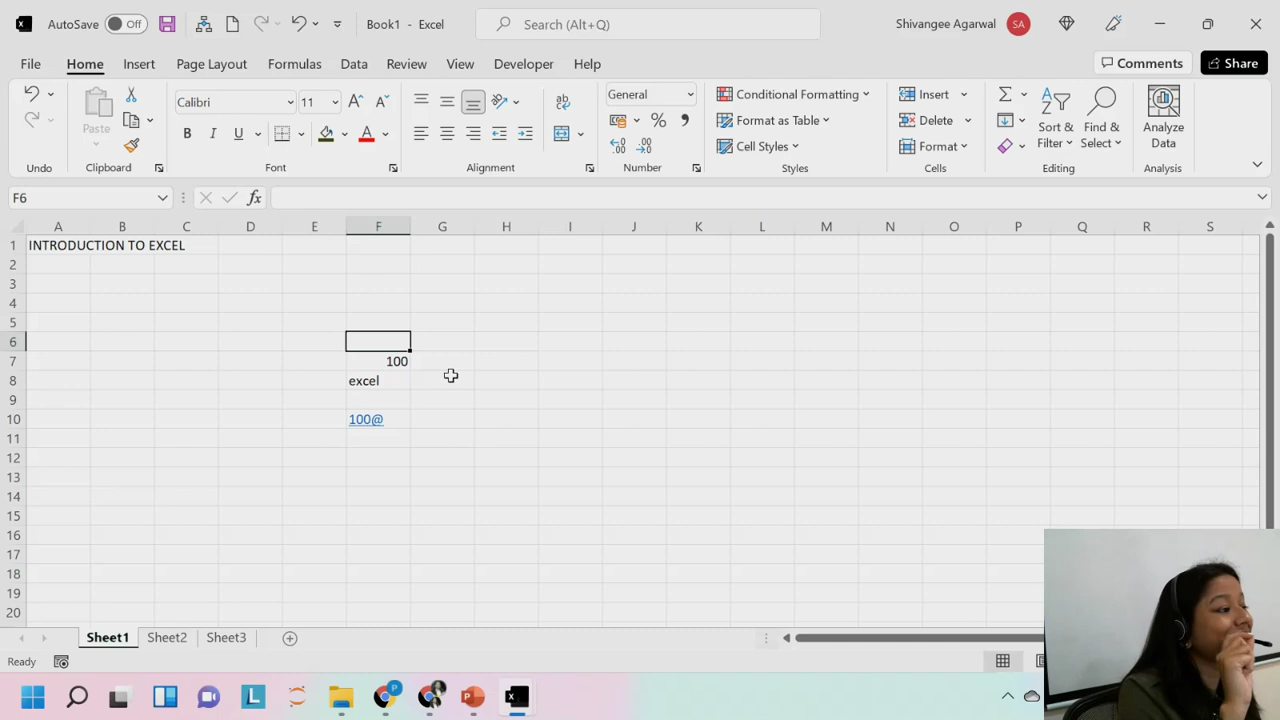 AutoSave Off Book1 - Excel Search (Alt+Q) Shivangee Agarwal SA
File Home Insert Page Layout Formulas Data Review View Developer Help Comments Share
Paste Calibri 11 General Conditional Formatting Insert Sort & Find & Analyze
B I U Format as Table Delete Filter Select Data
Cell Styles Format
Undo Clipboard Font Alignment Number Styles Cells Editing Analysis
F6 fx
A B C D E F G H I J K L M N O P Q R S
1 INTRODUCTION TO EXCEL
2
3
4
5
6
7 100
8 excel
9
10 100@
11
12
13
14
15
16
17
18
19
20
Sheet1 Sheet2 Sheet3
Ready